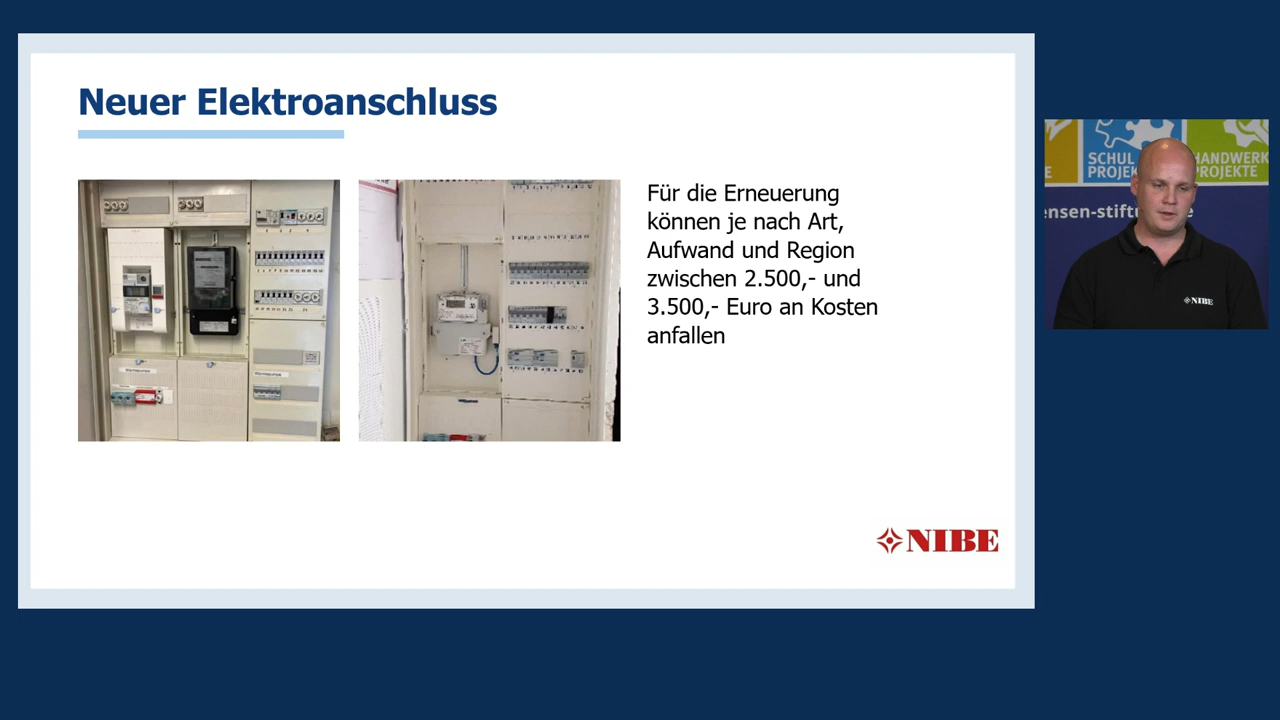 Neuer Elektroanschluss
Für die Erneuerung
können je nach Art,
Aufwand und Region
zwischen 2.500,- und
3.500,- Euro an Kosten
anfallen
NIBE
SCHUL
PROJEK
HANDWERK
PROJEKTE
NIBE